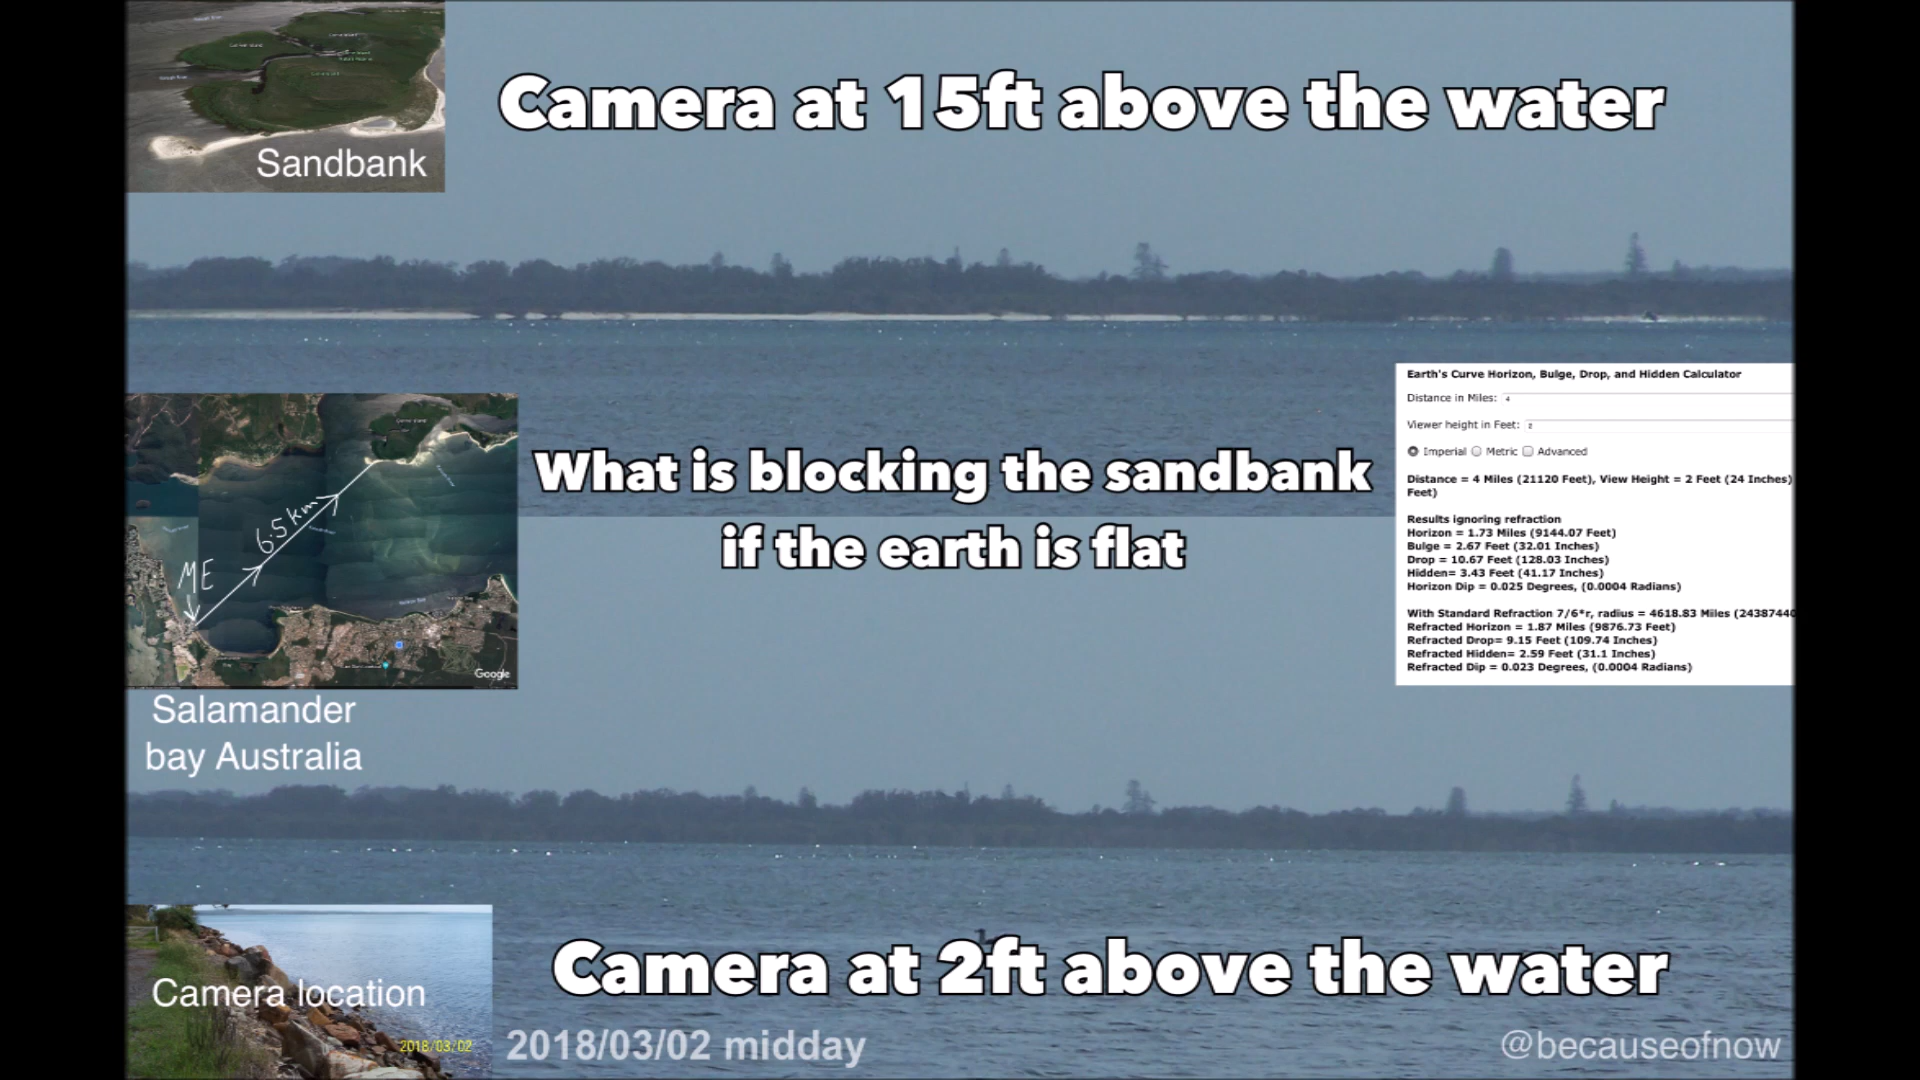 Camera at 15ft above the water
Sandbank
Earth's Curve Horizon, Bulge, Drop, and Hidden Calculator
Distance in Miles: 4
Viewer height in Feet: 2
Imperial Metric Advanced
Distance = 4 Miles (21120 Feet), View Height = 2 Feet (24 Inches)
Feet)
Results ignoring refraction
Horizon = 1.73 Miles (9144.07 Feet)
Bulge = 2.67 Feet (32.01 Inches)
Drop = 10.67 Feet (128.03 Inches)
Hidden= 3.43 Feet (41.17 Inches)
Horizon Dip = 0.025 Degrees, (0.0004 Radians)
With Standard Refraction 7/6*r, radius = 4618.83 Miles (24387440
Refracted Horizon = 1.87 Miles (9876.73 Feet)
Refracted Drop= 9.15 Feet (109.74 Inches)
Refracted Hidden= 2.59 Feet (31.1 Inches)
Refracted Dip = 0.023 Degrees, (0.0004 Radians)
What is blocking the sandbank
if the earth is flat
6.5km
ME
Google
Salamander
bay Australia
Camera location
2018/03/02
Camera at 2ft above the water
2018/03/02 midday
@becauseofnow